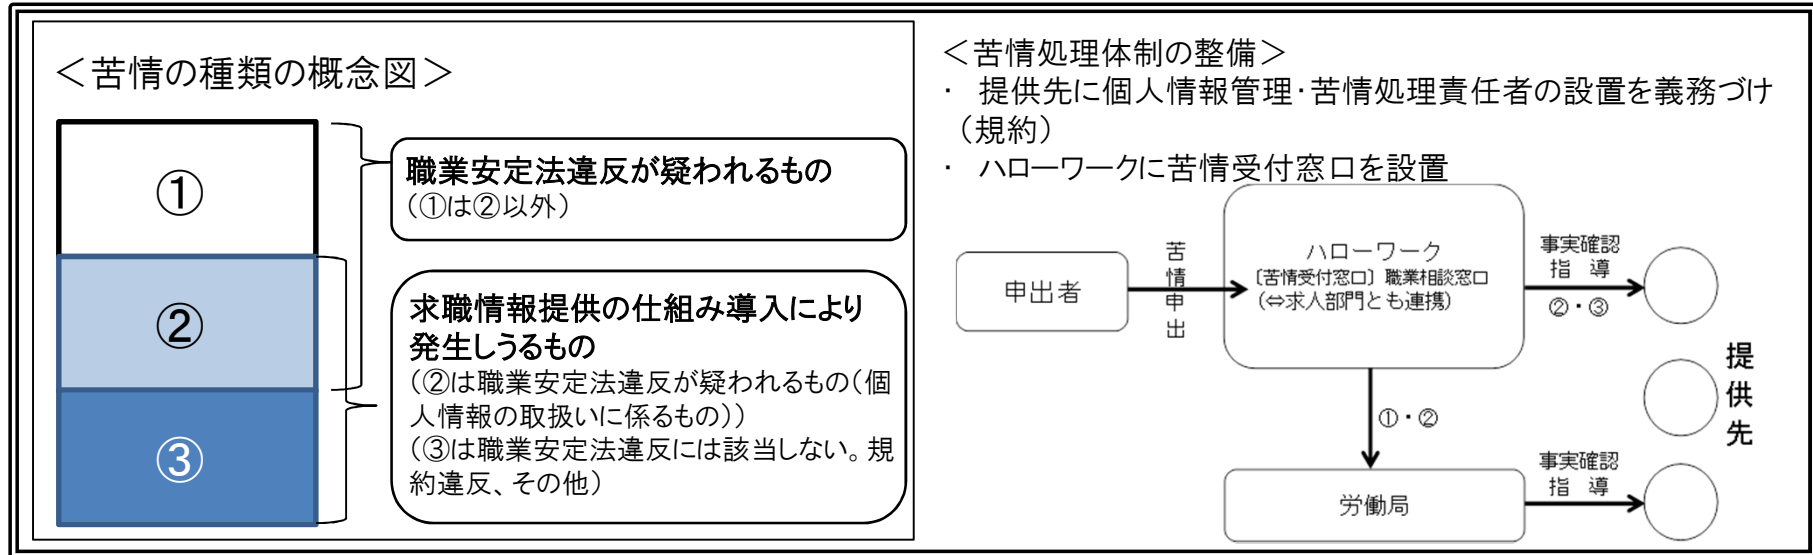 ＜苦情の種類の概念図＞
①
②
③
職業安定法違反が疑われるもの
（①は②以外）
求職情報提供の仕組み導入により
発生しうるもの
（②は職業安定法違反が疑われるもの（個
人情報の取扱いに係るもの））
（③は職業安定法違反には該当しない。規
約違反、その他）
＜苦情処理体制の整備＞
・ 提供先に個人情報管理・苦情処理責任者の設置を義務づけ
（規約）
・ ハローワークに苦情受付窓口を設置
申出者
苦情申出
ハローワーク
〔苦情受付窓口〕職業相談窓口
（⇔求人部門とも連携）
事実確認
指 導
②・③
①・②
労働局
事実確認
指 導
提供先